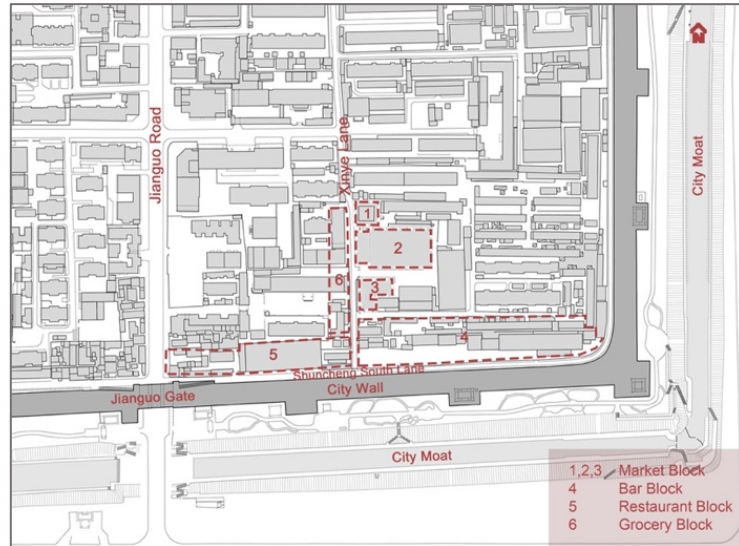 Jianguo Road
Xinye Lane
City Moat
1
2
6
3
4
5
Shuncheng South Lane
City Wall
Jianguo Gate
City Moat
1,2,3 Market Block
4 Bar Block
5 Restaurant Block
6 Grocery Block